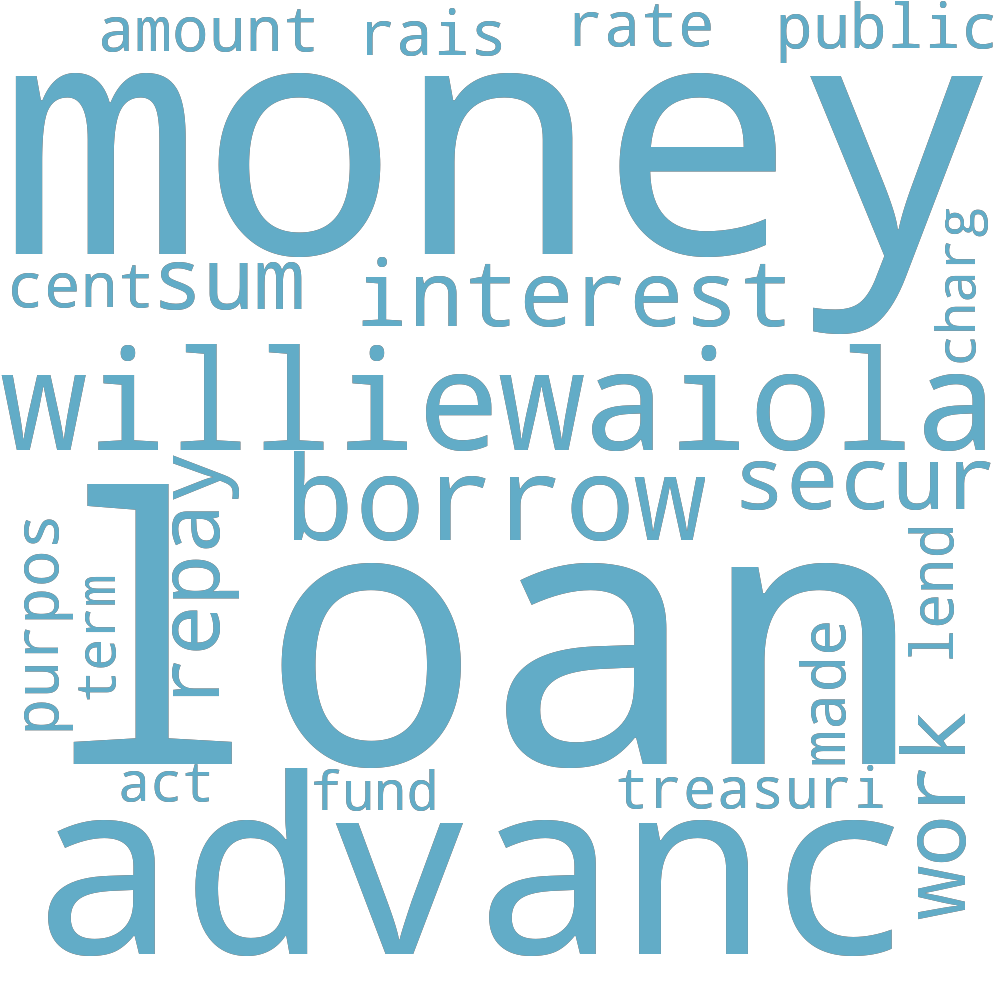 amount rais rate public
money
charg
cent sum interest
williewaiola
borrow secur
repay
purpos
term
loan
lend
made
work
act fund treasuri
advanc